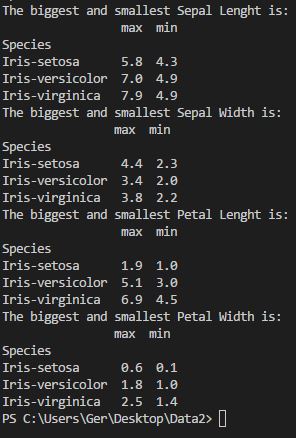 The biggest and smallest Sepal Lenght is:
max min
Species
Iris-setosa 5.8 4.3
Iris-versicolor 7.0 4.9
Iris-virginica 7.9 4.9
The biggest and smallest Sepal Width is:
max min
Species
Iris-setosa 4.4 2.3
Iris-versicolor 3.4 2.0
Iris-virginica 3.8 2.2
The biggest and smallest Petal Lenght is:
max min
Species
Iris-setosa 1.9 1.0
Iris-versicolor 5.1 3.0
Iris-virginica 6.9 4.5
The biggest and smallest Petal Width is:
max min
Species
Iris-setosa 0.6 0.1
Iris-versicolor 1.8 1.0
Iris-virginica 2.5 1.4
PS C:\Users\Ger\Desktop\Data2>